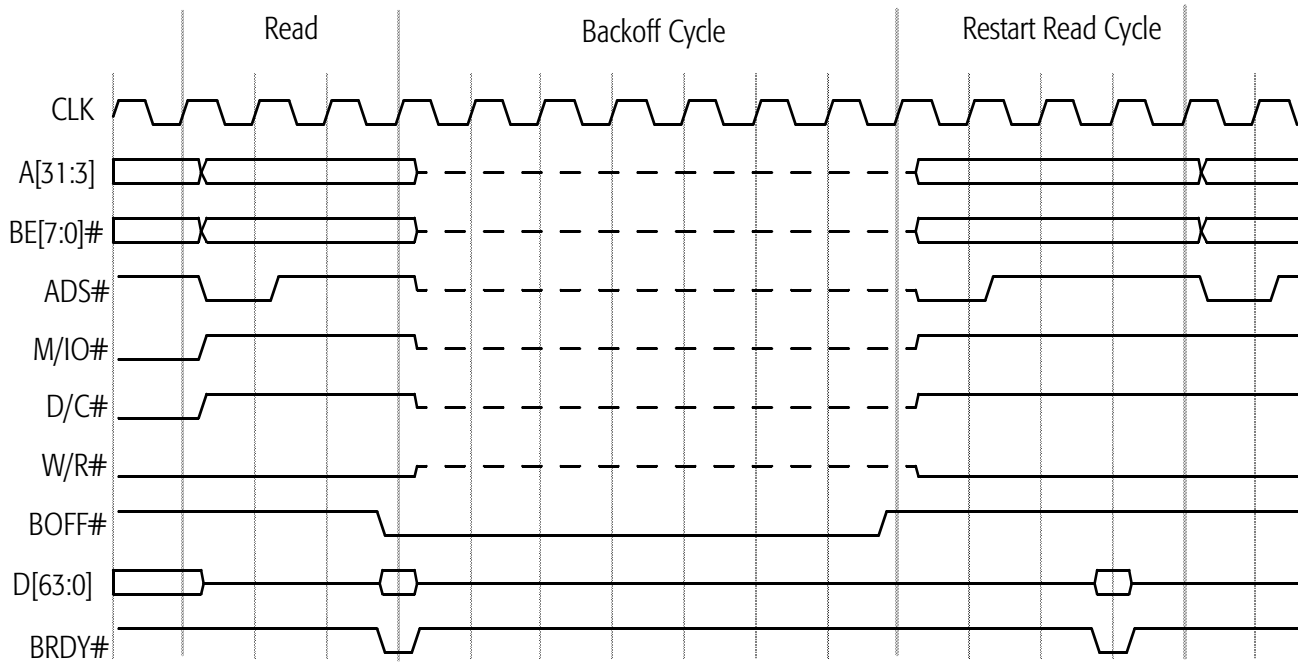 Read
Backoff Cycle
Restart Read Cycle
CLK
A[31:3]
BE[7:0]#
ADS#
M/IO#
D/C#
W/R#
BOFF#
D[63:0]
BRDY#